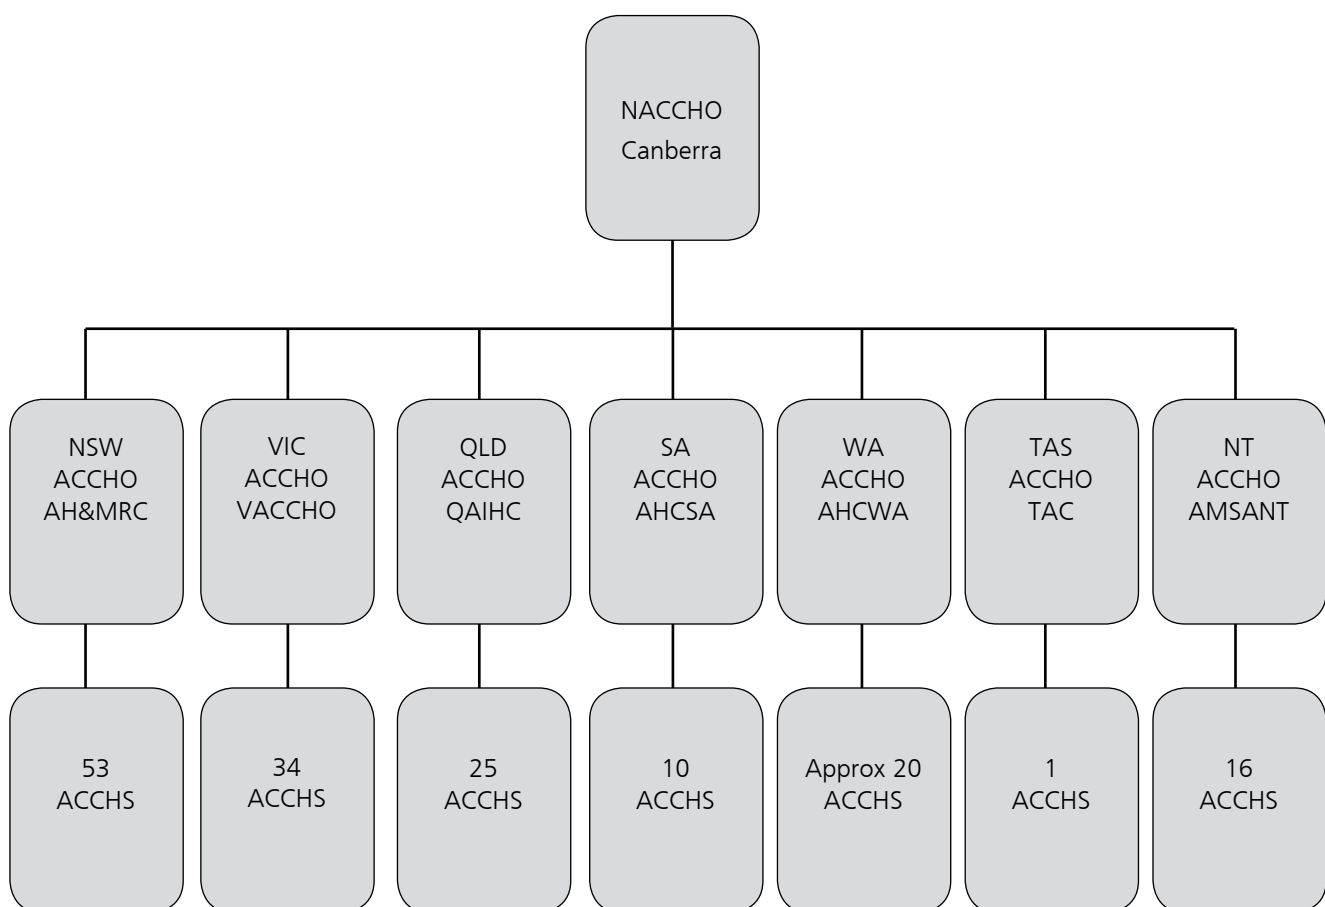 NACCHO
Canberra
NSW
ACCHO
AH&MRC
VIC
ACCHO
VACCHO
QLD
ACCHO
QAIHC
SA
ACCHO
AHCSA
WA
ACCHO
AHCWA
TAS
ACCHO
TAC
NT
ACCHO
AMSANT
53
ACCHS
34
ACCHS
25
ACCHS
10
ACCHS
Approx 20
ACCHS
1
ACCHS
16
ACCHS